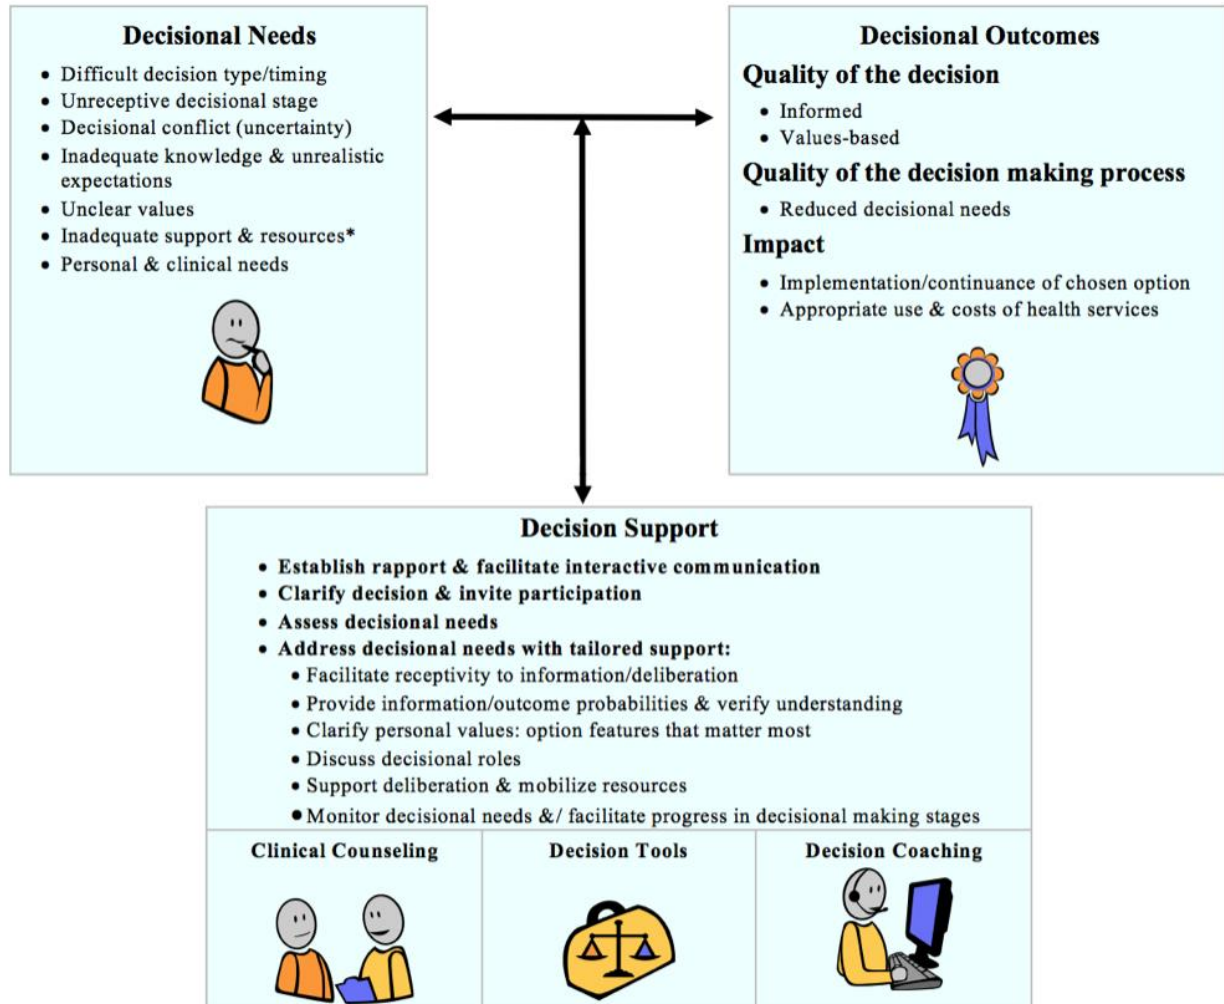 Decisional Needs
• Difficult decision type/timing
• Unreceptive decisional stage
• Decisional conflict (uncertainty)
• Inadequate knowledge & unrealistic
expectations
• Unclear values
• Inadequate support & resources*
• Personal & clinical needs
Decisional Outcomes
Quality of the decision
• Informed
• Values-based
Quality of the decision making process
• Reduced decisional needs
Impact
• Implementation/continuance of chosen option
• Appropriate use & costs of health services
Decision Support
• Establish rapport & facilitate interactive communication
• Clarify decision & invite participation
• Assess decisional needs
• Address decisional needs with tailored support:
• Facilitate receptivity to information/deliberation
• Provide information/outcome probabilities & verify understanding
• Clarify personal values: option features that matter most
• Discuss decisional roles
• Support deliberation & mobilize resources
• Monitor decisional needs &/ facilitate progress in decisional making stages
Clinical Counseling
Decision Tools
Decision Coaching